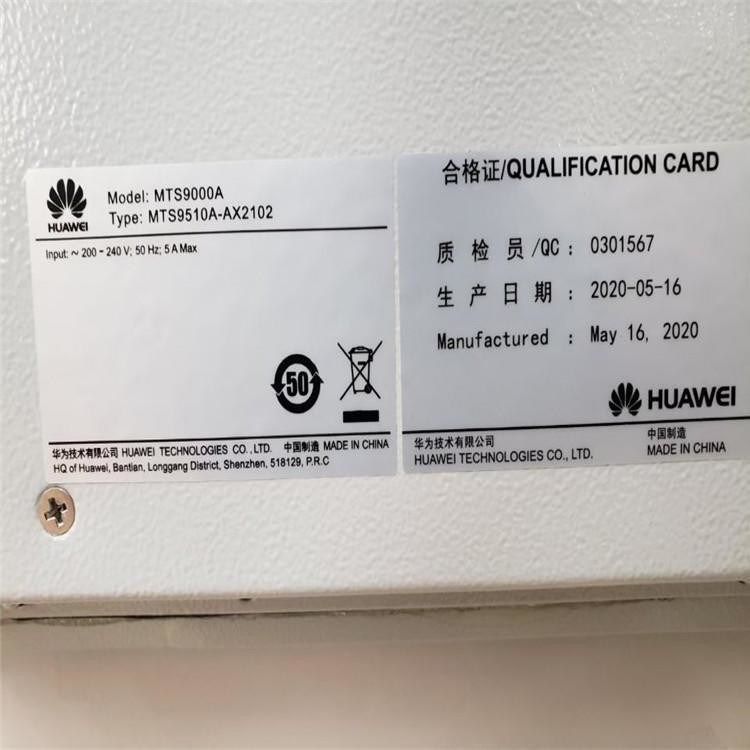 HUAWEI
Model: MTS9000A
Type: MTS9510A-AX2102
Input: ~ 200 - 240 V; 50 Hz; 5 A Max
50
华为技术有限公司 HUAWEI TECHNOLOGIES CO., LTD. 中国制造 MADE IN CHINA
HQ of Huawei, Bantian, Longgang District, Shenzhen, 518129, P.R.C
合格证/QUALIFICATION CARD
质 检 员 /QC : 0301567
生 产 日 期 : 2020-05-16
Manufactured : May 16, 2020
HUAWEI
华为技术有限公司 中国制造
HUAWEI TECHNOLOGIES CO., LTD. MADE IN CHINA